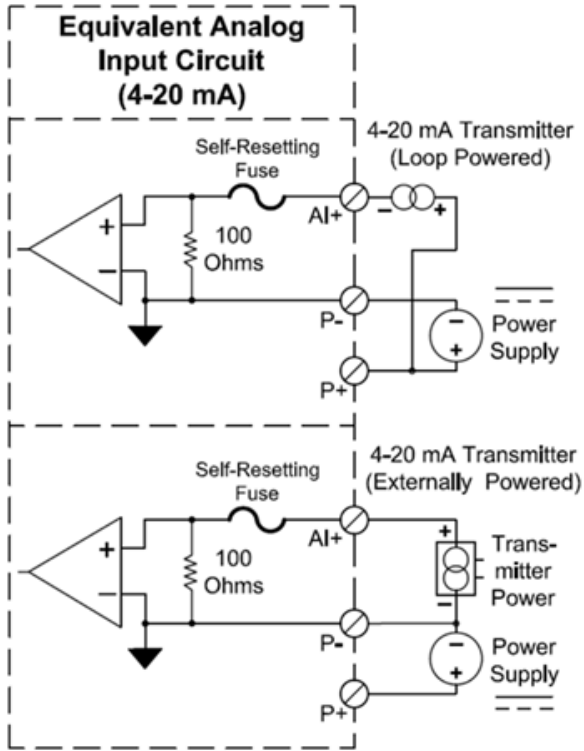 Equivalent Analog
Input Circuit
(4-20 mA)
4-20 mA Transmitter
(Loop Powered)
Self-Resetting
Fuse
+
−
100
Ohms
AI+
−
+
P-
−
+
Power
Supply
P+
4-20 mA Transmitter
(Externally Powered)
Self-Resetting
Fuse
+
−
100
Ohms
AI+
+
−
Trans-
mitter
Power
P-
−
+
Power
Supply
P+